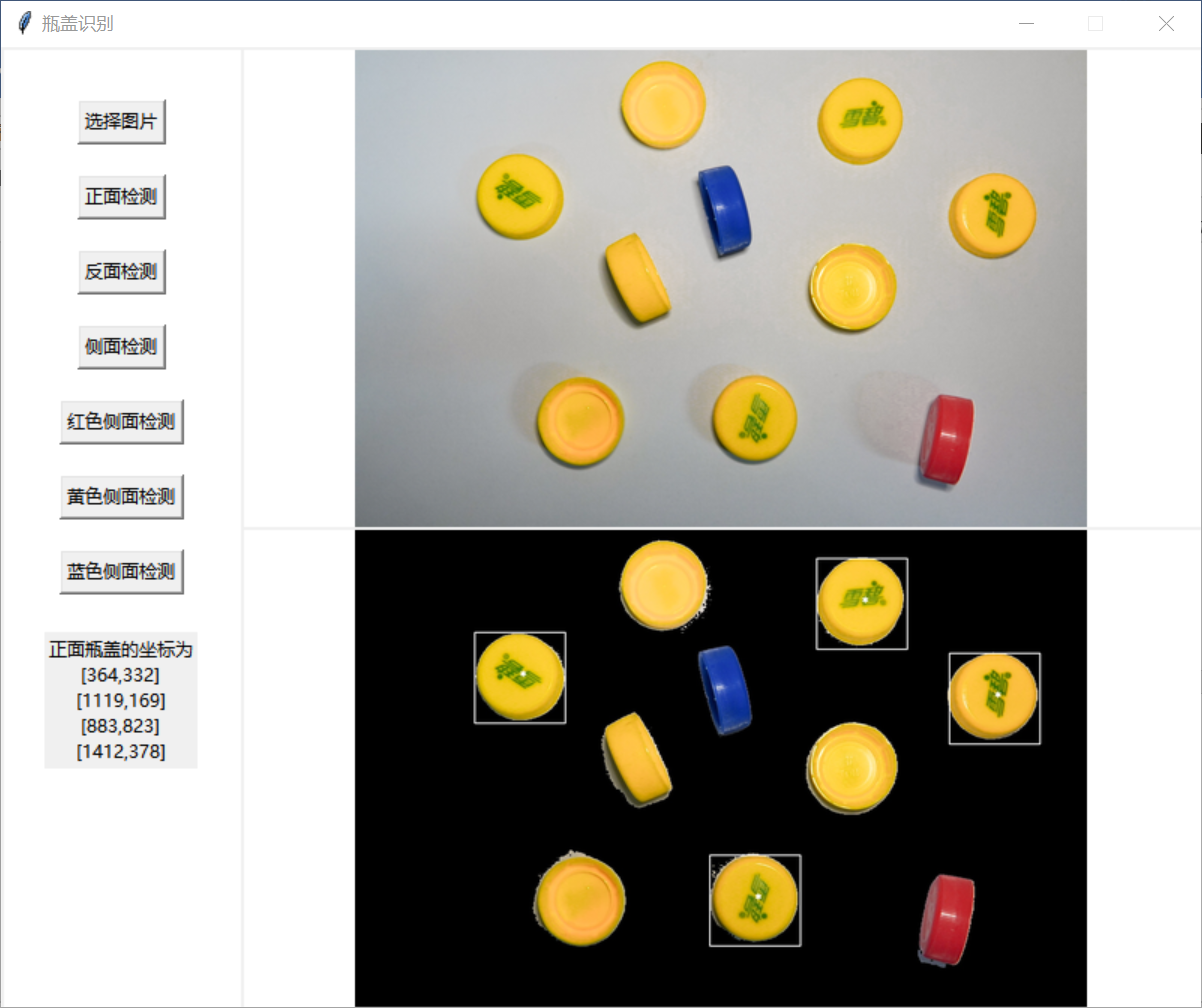 瓶盖识别
选择图片
正面检测
反面检测
侧面检测
红色侧面检测
黄色侧面检测
蓝色侧面检测
正面瓶盖的坐标为
[364,332]
[1119,169]
[883,823]
[1412,378]